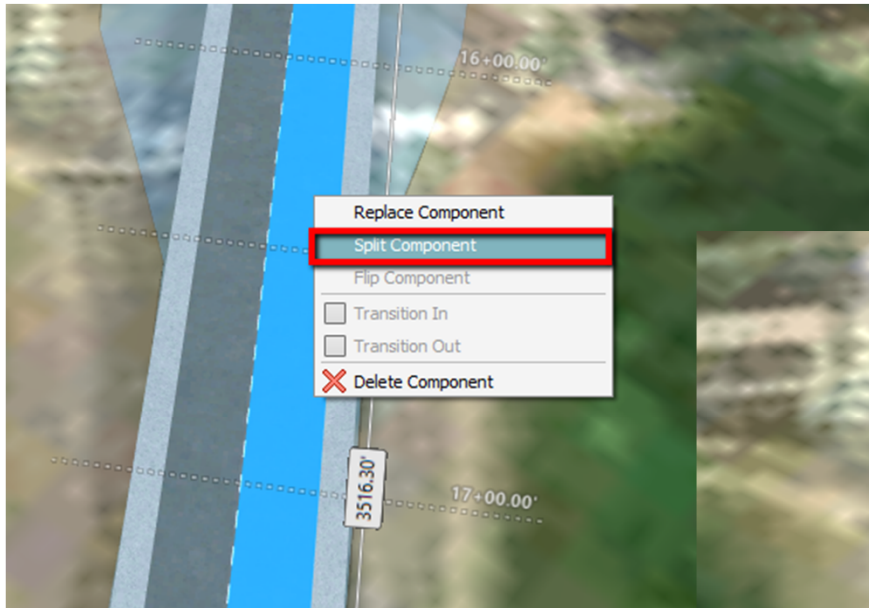 16+00.00'
Replace Component
Split Component
Flip Component
Transition In
Transition Out
Delete Component
3516.30'
17+00.00'